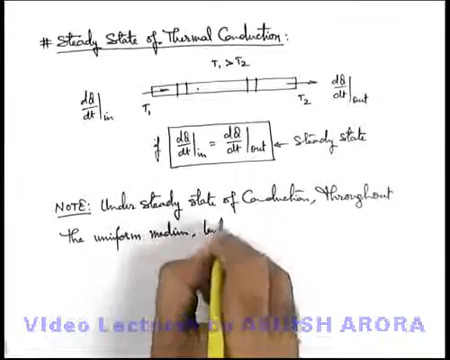 # Steady State of Thermal Conduction:
T₁ > T₂
dQ/dt|in T₁ T₂ dQ/dt|out
if dQ/dt|in = dQ/dt|out ← Steady state
NOTE: Under steady state of Conduction, Throughout
the uniform medium,
Video Lectures by ASHISH ARORA